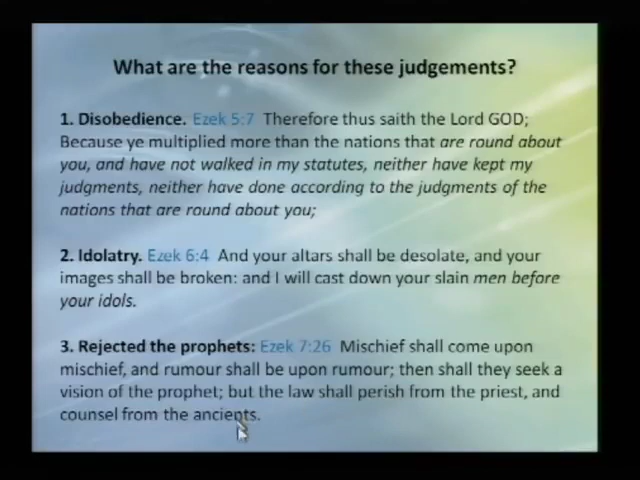 What are the reasons for these judgements?
1. Disobedience. Ezek 5:7 Therefore thus saith the Lord GOD;
Because ye multiplied more than the nations that are round about
you, and have not walked in my statutes, neither have kept my
judgments, neither have done according to the judgments of the
nations that are round about you;
2. Idolatry. Ezek 6:4 And your altars shall be desolate, and your
images shall be broken: and I will cast down your slain men before
your idols.
3. Rejected the prophets: Ezek 7:26 Mischief shall come upon
mischief, and rumour shall be upon rumour; then shall they seek a
vision of the prophet; but the law shall perish from the priest, and
counsel from the ancients.